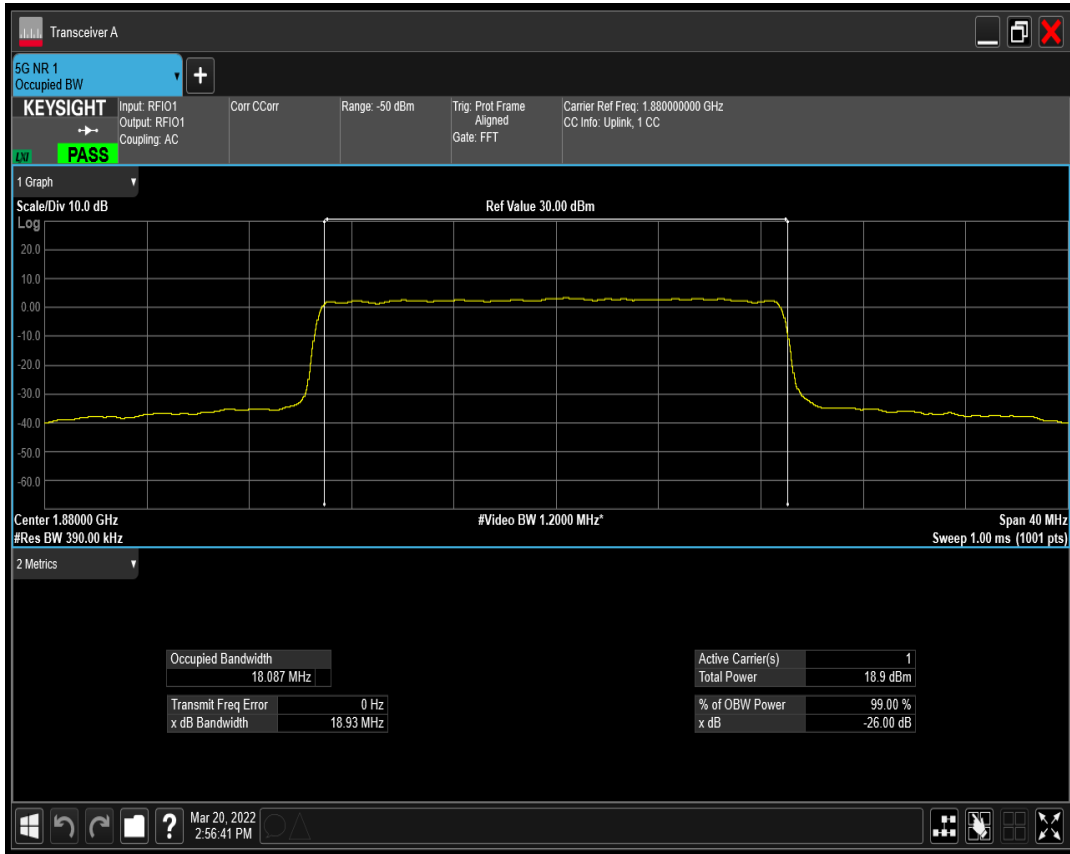 Transceiver A
5G NR 1
Occupied BW
KEYSIGHT
LXI
PASS
Input: RFIO1
Output: RFIO1
Coupling: AC
Corr CCorr
Range: -50 dBm
Trig: Prot Frame
Aligned
Gate: FFT
Carrier Ref Freq: 1.880000000 GHz
CC Info: Uplink, 1 CC
1 Graph
Scale/Div 10.0 dB
Ref Value 30.00 dBm
Log
20.0
10.0
0.00
-10.0
-20.0
-30.0
-40.0
-50.0
-60.0
Center 1.88000 GHz
#Video BW 1.2000 MHz*
Span 40 MHz
#Res BW 390.00 kHz
Sweep 1.00 ms (1001 pts)
2 Metrics
Occupied Bandwidth
18.087 MHz
Transmit Freq Error 0 Hz
x dB Bandwidth 18.93 MHz
Active Carrier(s) 1
Total Power 18.9 dBm
% of OBW Power 99.00 %
x dB -26.00 dB
?
Mar 20, 2022
2:56:41 PM